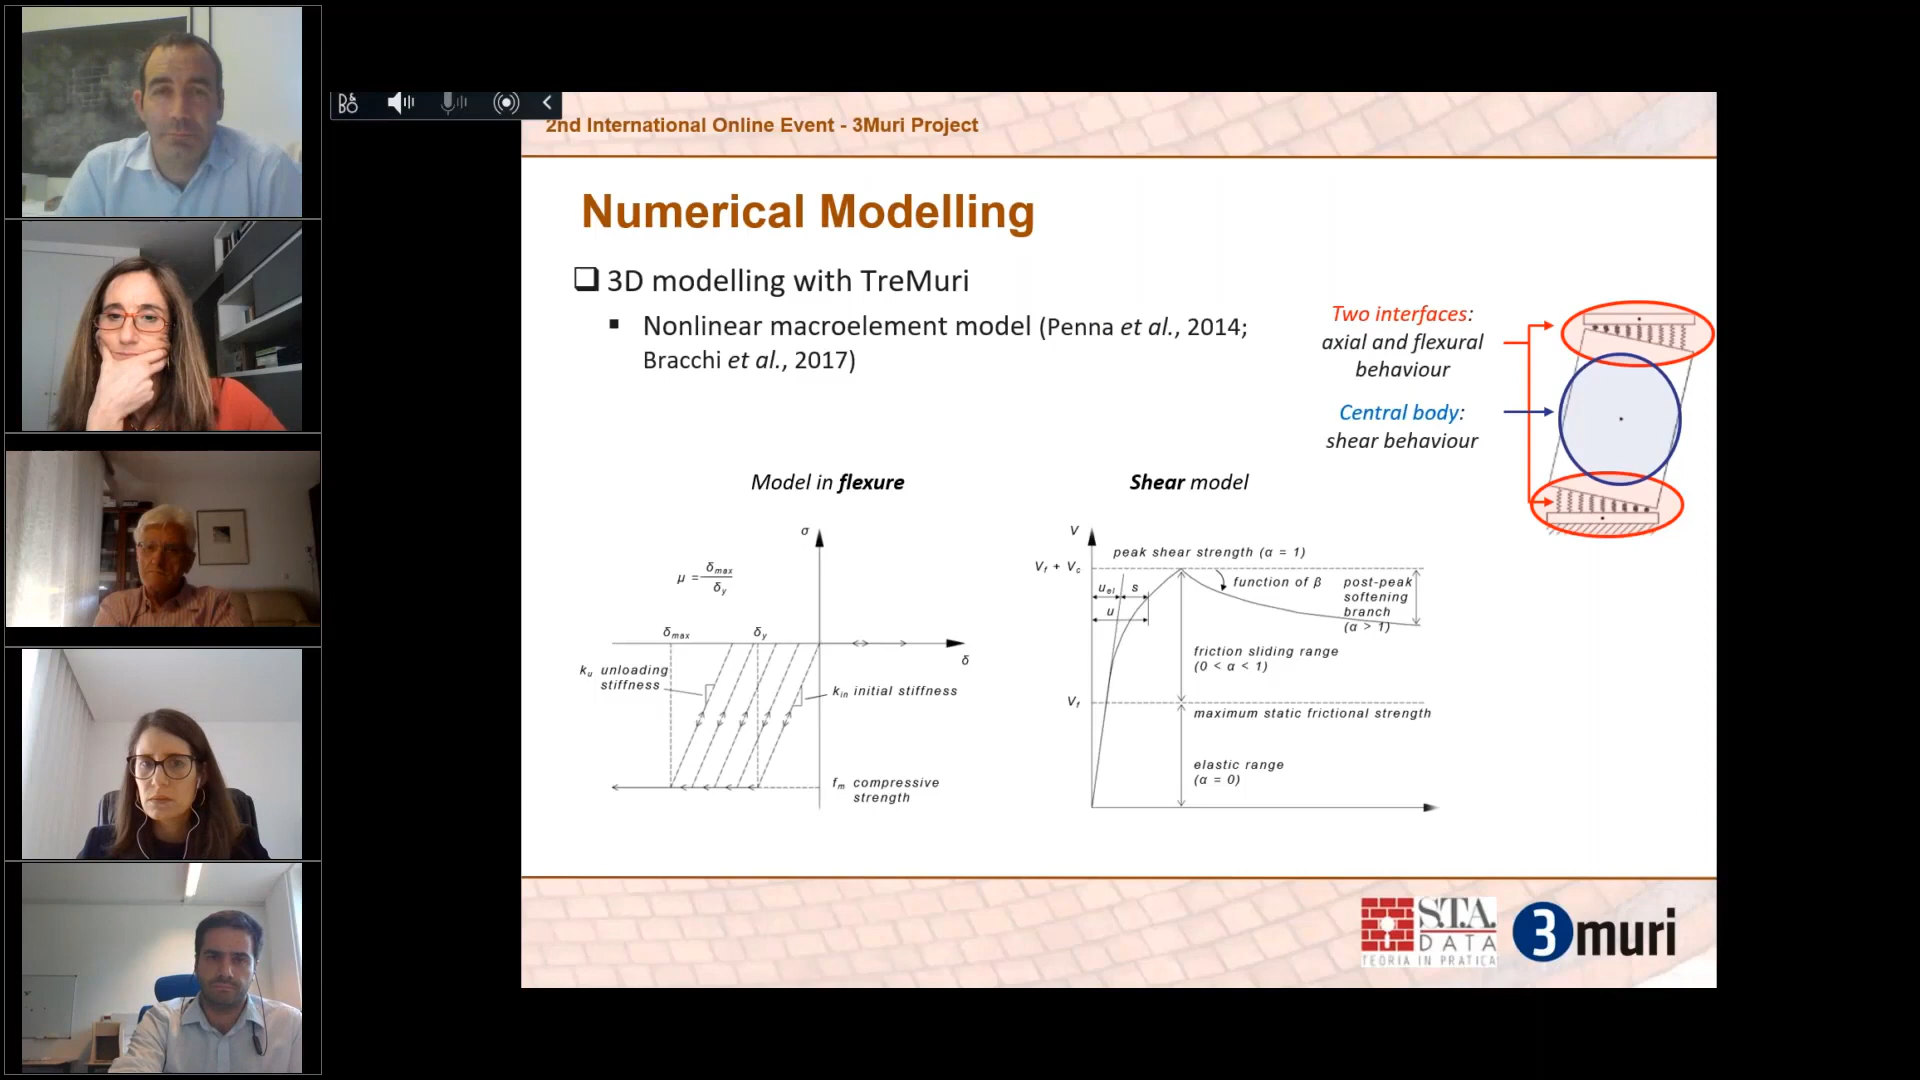 2nd International Online Event - 3Muri Project
Numerical Modelling
3D modelling with TreMuri
Nonlinear macroelement model (Penna et al., 2014;
Bracchi et al., 2017)
Two interfaces:
axial and flexural
behaviour
Central body:
shear behaviour
Model in flexure
σ
μ = δmax / δy
δmax
δy
δ
ku unloading
stiffness
kin initial stiffness
fm compressive
strength
Shear model
V
peak shear strength (α = 1)
Vf + Vc
uel
s
u
function of β
post-peak
softening
branch
(α > 1)
friction sliding range
(0 < α < 1)
Vf
maximum static frictional strength
elastic range
(α = 0)
S.T.A.
DATA
TEORIA IN PRATICA
3muri